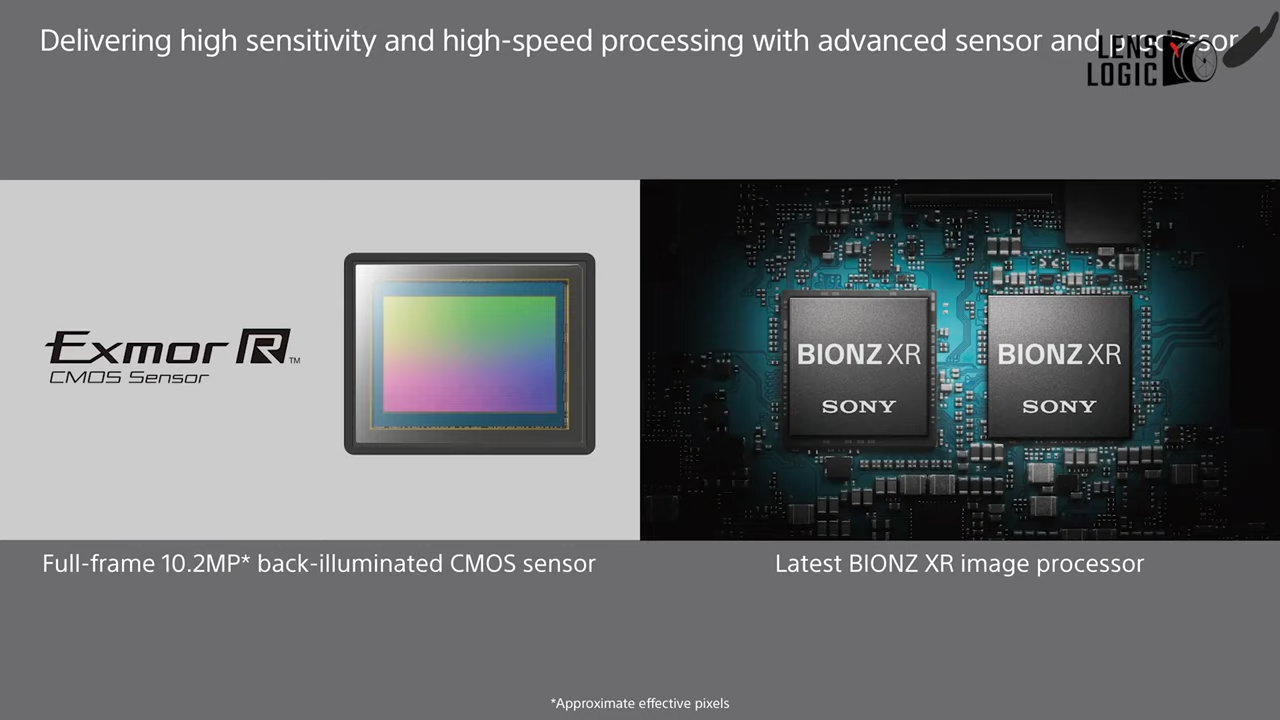 Delivering high sensitivity and high-speed processing with advanced sensor and processor
LENS
LOGIC
Exmor R™
CMOS Sensor
BIONZ XR
SONY
BIONZ XR
SONY
Full-frame 10.2MP* back-illuminated CMOS sensor
Latest BIONZ XR image processor
*Approximate effective pixels